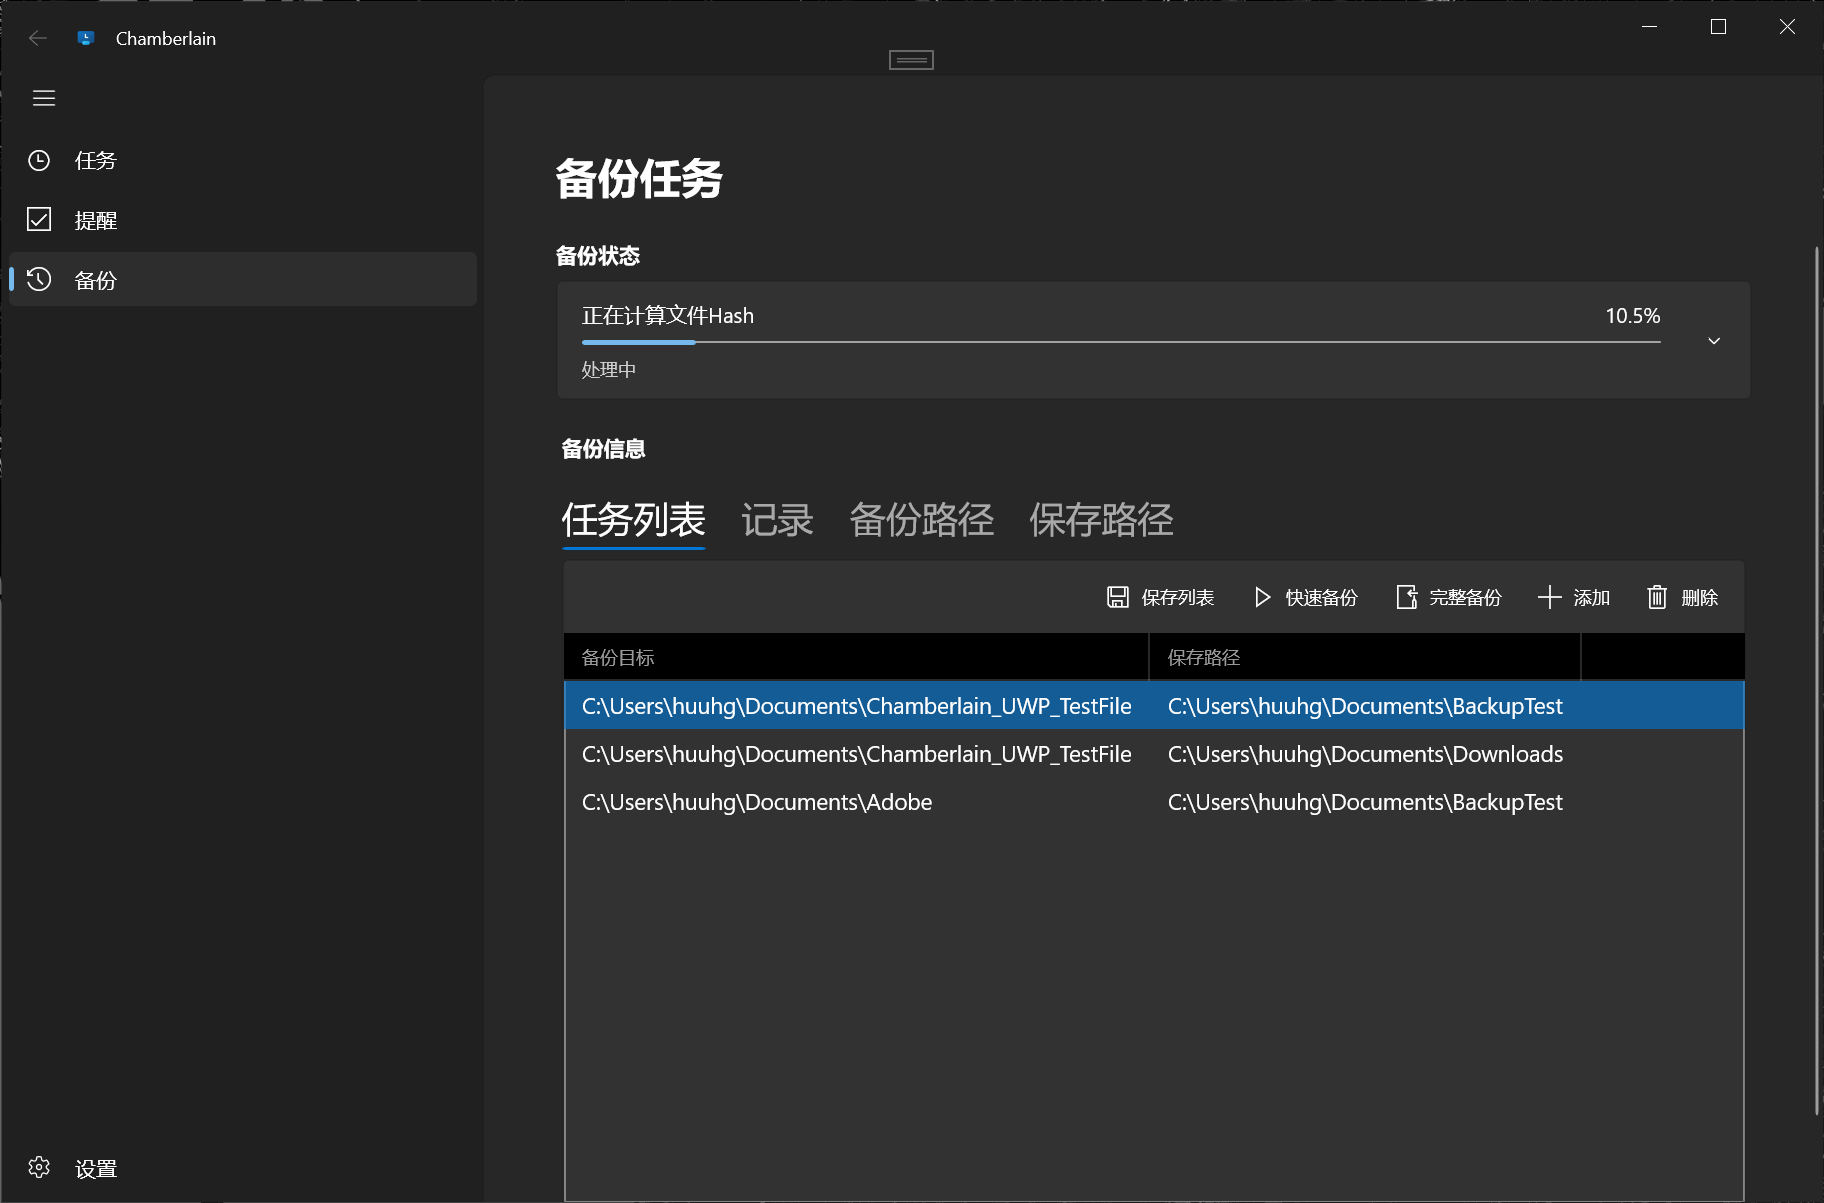 Chamberlain
任务
提醒
备份
设置
备份任务
备份状态
正在计算文件Hash 10.5%
处理中
备份信息
任务列表 记录 备份路径 保存路径
保存列表 快速备份 完整备份 添加 删除
备份目标 保存路径
C:\Users\huuhg\Documents\Chamberlain_UWP_TestFile C:\Users\huuhg\Documents\BackupTest
C:\Users\huuhg\Documents\Chamberlain_UWP_TestFile C:\Users\huuhg\Documents\Downloads
C:\Users\huuhg\Documents\Adobe C:\Users\huuhg\Documents\BackupTest